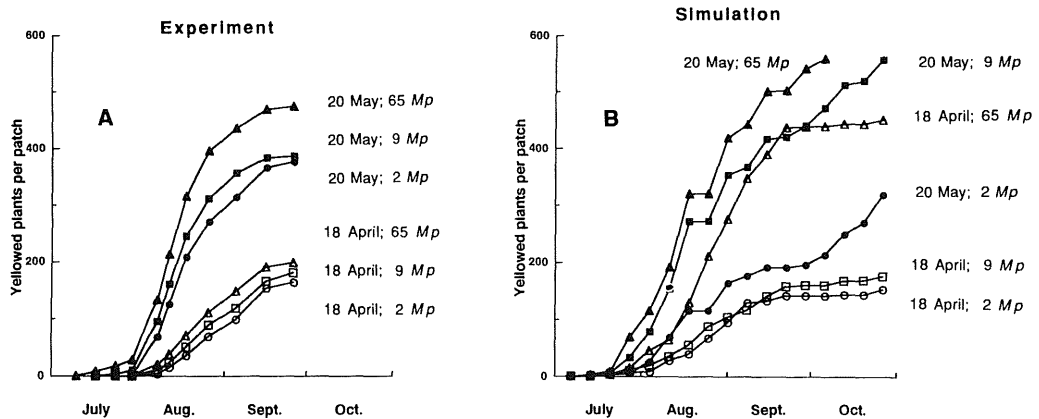 Experiment
Yellowed plants per patch
600
400
200
0
A
20 May; 65 Mp
20 May; 9 Mp
20 May; 2 Mp
18 April; 65 Mp
18 April; 9 Mp
18 April; 2 Mp
July Aug. Sept. Oct.
Simulation
Yellowed plants per patch
600
400
200
0
B
20 May; 65 Mp
20 May; 9 Mp
18 April; 65 Mp
20 May; 2 Mp
18 April; 9 Mp
18 April; 2 Mp
July Aug. Sept. Oct.